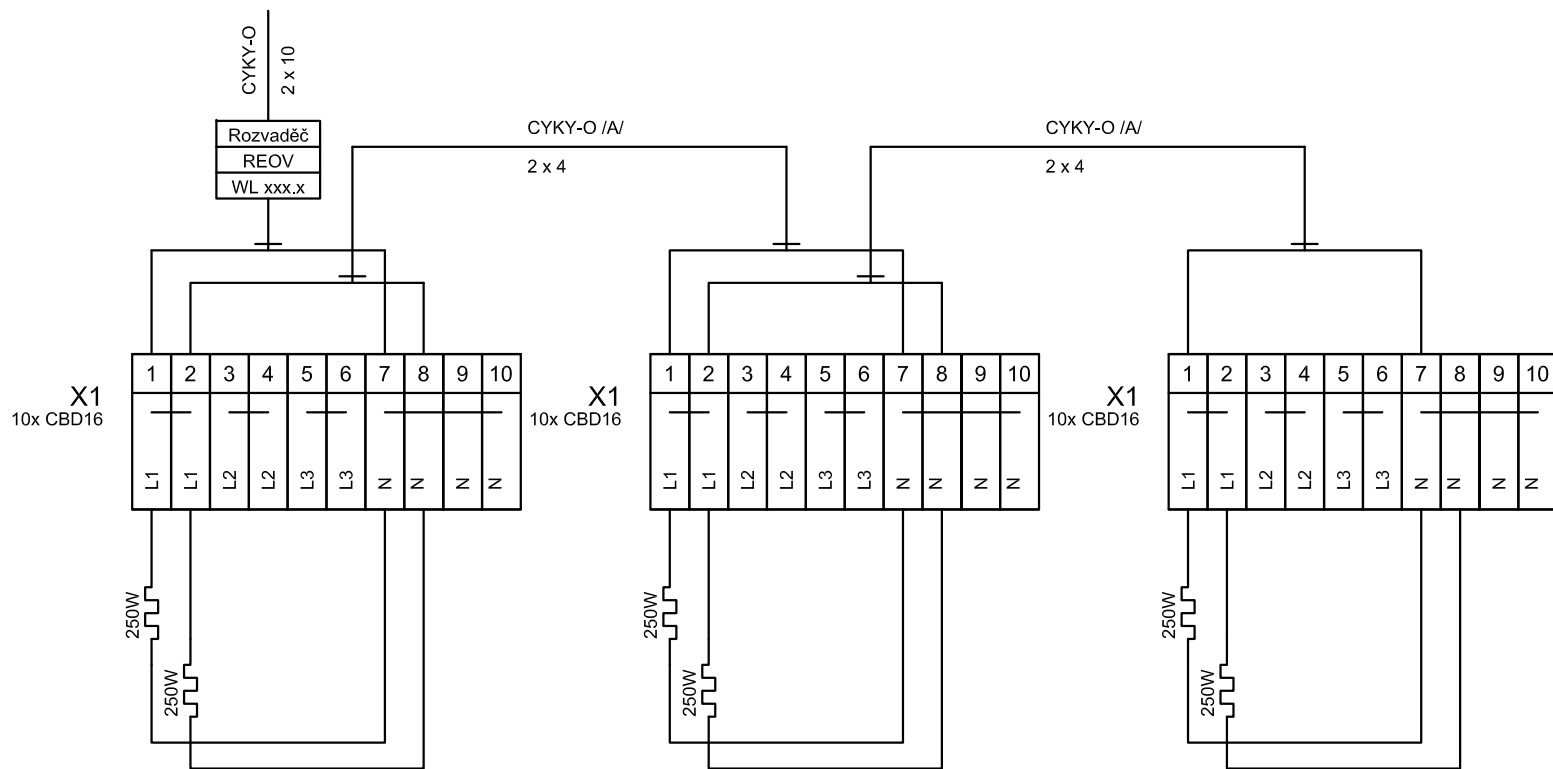 CYKY-O
2 x 10
Rozvaděč
REOV
WL xxx.x
CYKY-O /A/
2 x 4
CYKY-O /A/
2 x 4
X1
10x CBD16
1 2 3 4 5 6 7 8 9 10
L1 L1 L2 L2 L3 L3 N N N N
250W
250W
X1
10x CBD16
1 2 3 4 5 6 7 8 9 10
L1 L1 L2 L2 L3 L3 N N N N
250W
250W
X1
10x CBD16
1 2 3 4 5 6 7 8 9 10
L1 L1 L2 L2 L3 L3 N N N N
250W
250W